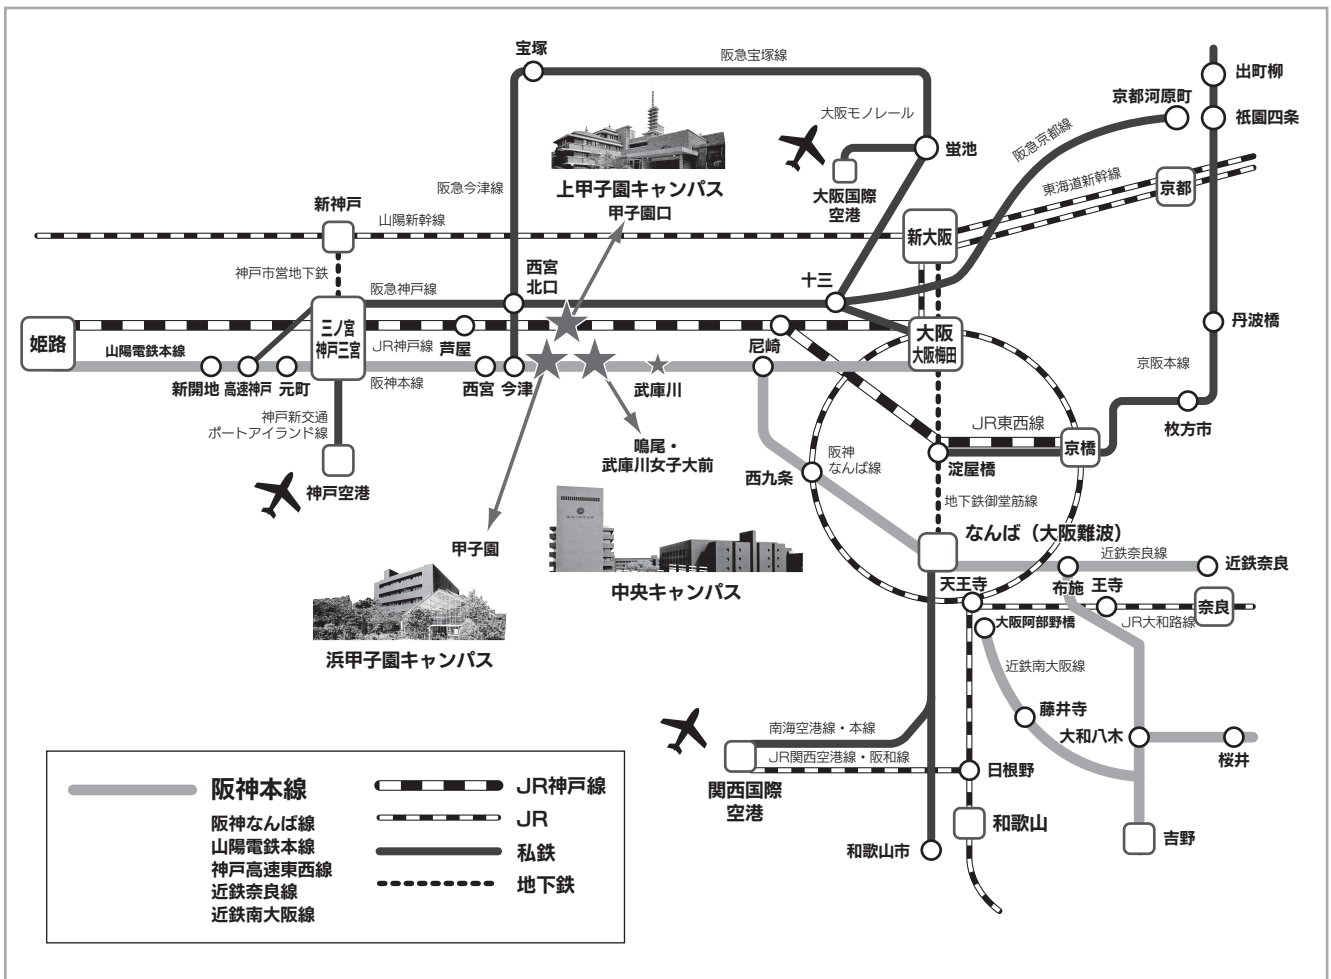 宝塚
阪急宝塚線
出町柳
京都河原町
祇園四条
大阪モノレール
阪急京都線
蛍池
東海道新幹線
京都
阪急今津線
上甲子園キャンパス
甲子園口
大阪国際
空港
新神戸
山陽新幹線
新大阪
神戸市営地下鉄
西宮
北口
十三
阪急神戸線
姫路
三ノ宮
神戸三宮
大阪
大阪梅田
丹波橋
山陽電鉄本線
JR神戸線
芦屋
尼崎
京阪本線
新開地
高速神戸
元町
阪神本線
西宮
今津
武庫川
枚方市
神戸新交通
ポートアイランド線
鳴尾・
武庫川女子大前
JR東西線
京橋
阪神
なんば線
淀屋橋
西九条
神戸空港
地下鉄御堂筋線
甲子園
なんば（大阪難波）
近鉄奈良線
近鉄奈良
中央キャンパス
天王寺
布施
王寺
奈良
大阪阿部野橋
JR大和路線
浜甲子園キャンパス
近鉄南大阪線
藤井寺
南海空港線・本線
大和八木
桜井
JR関西空港線・阪和線
日根野
関西国際
空港
和歌山
吉野
和歌山市
阪神本線
阪神なんば線
山陽電鉄本線
神戸高速東西線
近鉄奈良線
近鉄南大阪線
JR神戸線
JR
私鉄
地下鉄